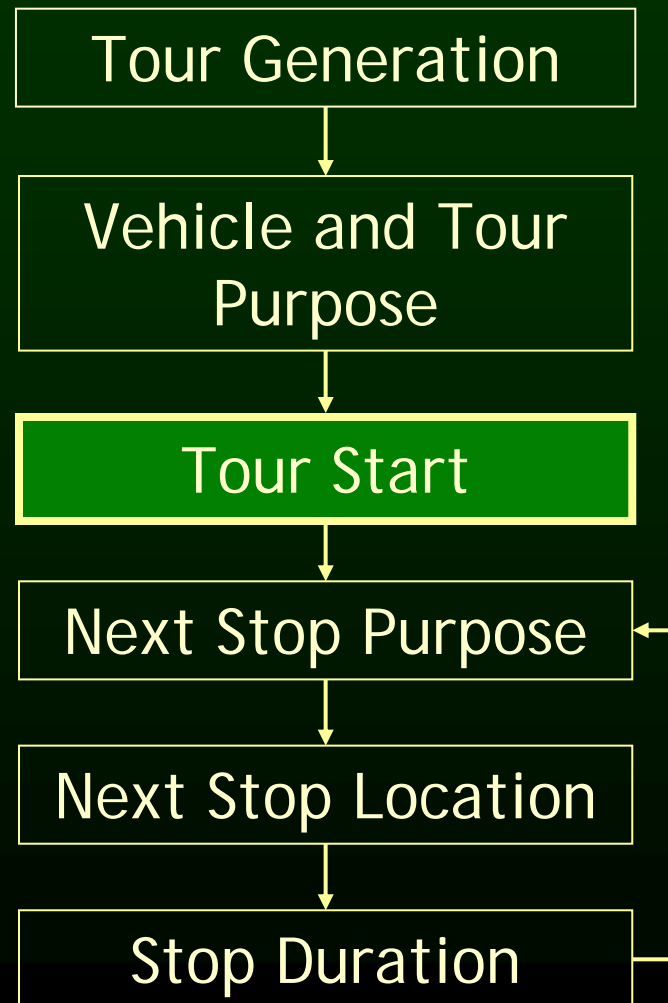 Tour Generation
Vehicle and Tour
Purpose
Tour Start
Next Stop Purpose
Next Stop Location
Stop Duration